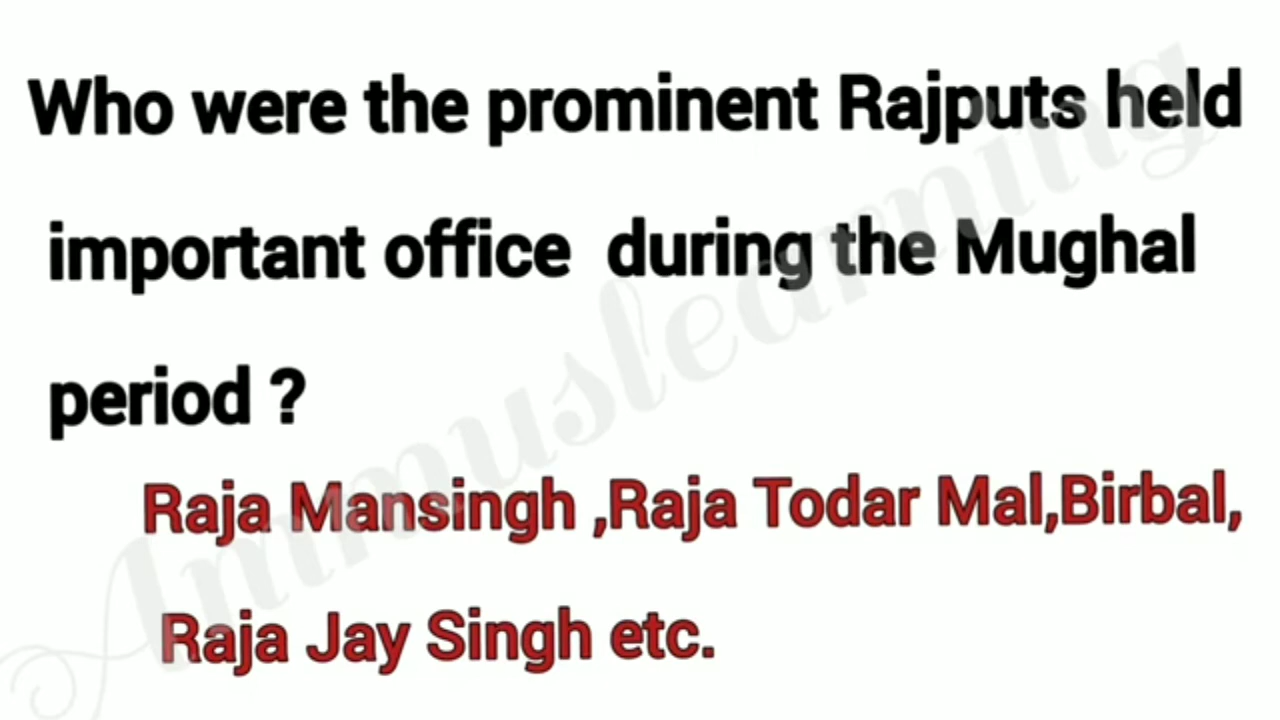 Who were the prominent Rajputs held
important office during the Mughal
period ?
Raja Mansingh ,Raja Todar Mal,Birbal,
Raja Jay Singh etc.
Ammuslearning